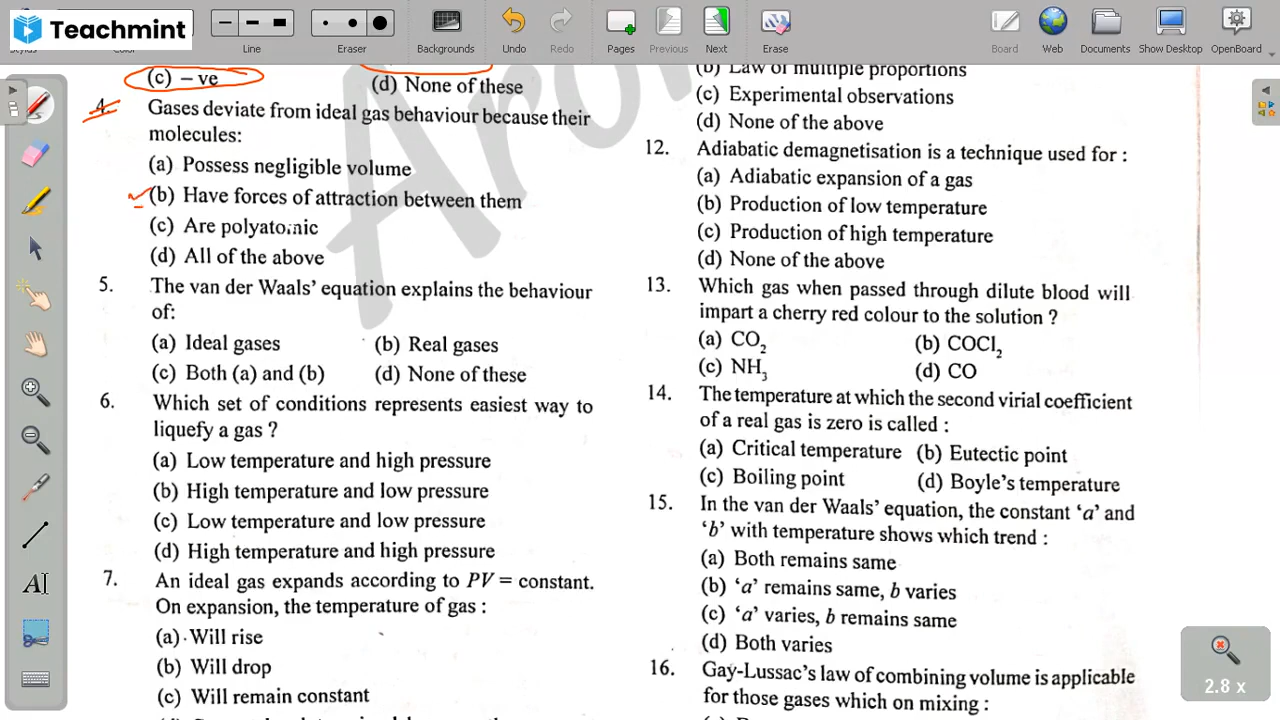 Teachmint
Line
Eraser
Backgrounds
Undo
Redo
Pages
Previous
Next
Erase
Board
Web
Documents
Show Desktop
OpenBoard
(c) – ve
(d) None of these
4. Gases deviate from ideal gas behaviour because their
molecules:
(a) Possess negligible volume
(b) Have forces of attraction between them
(c) Are polyatomic
(d) All of the above
5. The van der Waals' equation explains the behaviour
of:
(a) Ideal gases (b) Real gases
(c) Both (a) and (b) (d) None of these
6. Which set of conditions represents easiest way to
liquefy a gas ?
(a) Low temperature and high pressure
(b) High temperature and low pressure
(c) Low temperature and low pressure
(d) High temperature and high pressure
7. An ideal gas expands according to PV = constant.
On expansion, the temperature of gas :
(a) Will rise
(b) Will drop
(c) Will remain constant
(b) Law of multiple proportions
(c) Experimental observations
(d) None of the above
12. Adiabatic demagnetisation is a technique used for :
(a) Adiabatic expansion of a gas
(b) Production of low temperature
(c) Production of high temperature
(d) None of the above
13. Which gas when passed through dilute blood will
impart a cherry red colour to the solution ?
(a) CO₂ (b) COCl₂
(c) NH₃ (d) CO
14. The temperature at which the second virial coefficient
of a real gas is zero is called :
(a) Critical temperature (b) Eutectic point
(c) Boiling point (d) Boyle's temperature
15. In the van der Waals' equation, the constant 'a' and
'b' with temperature shows which trend :
(a) Both remains same
(b) 'a' remains same, b varies
(c) 'a' varies, b remains same
(d) Both varies
16. Gay-Lussac's law of combining volume is applicable
for those gases which on mixing :
2.8 x